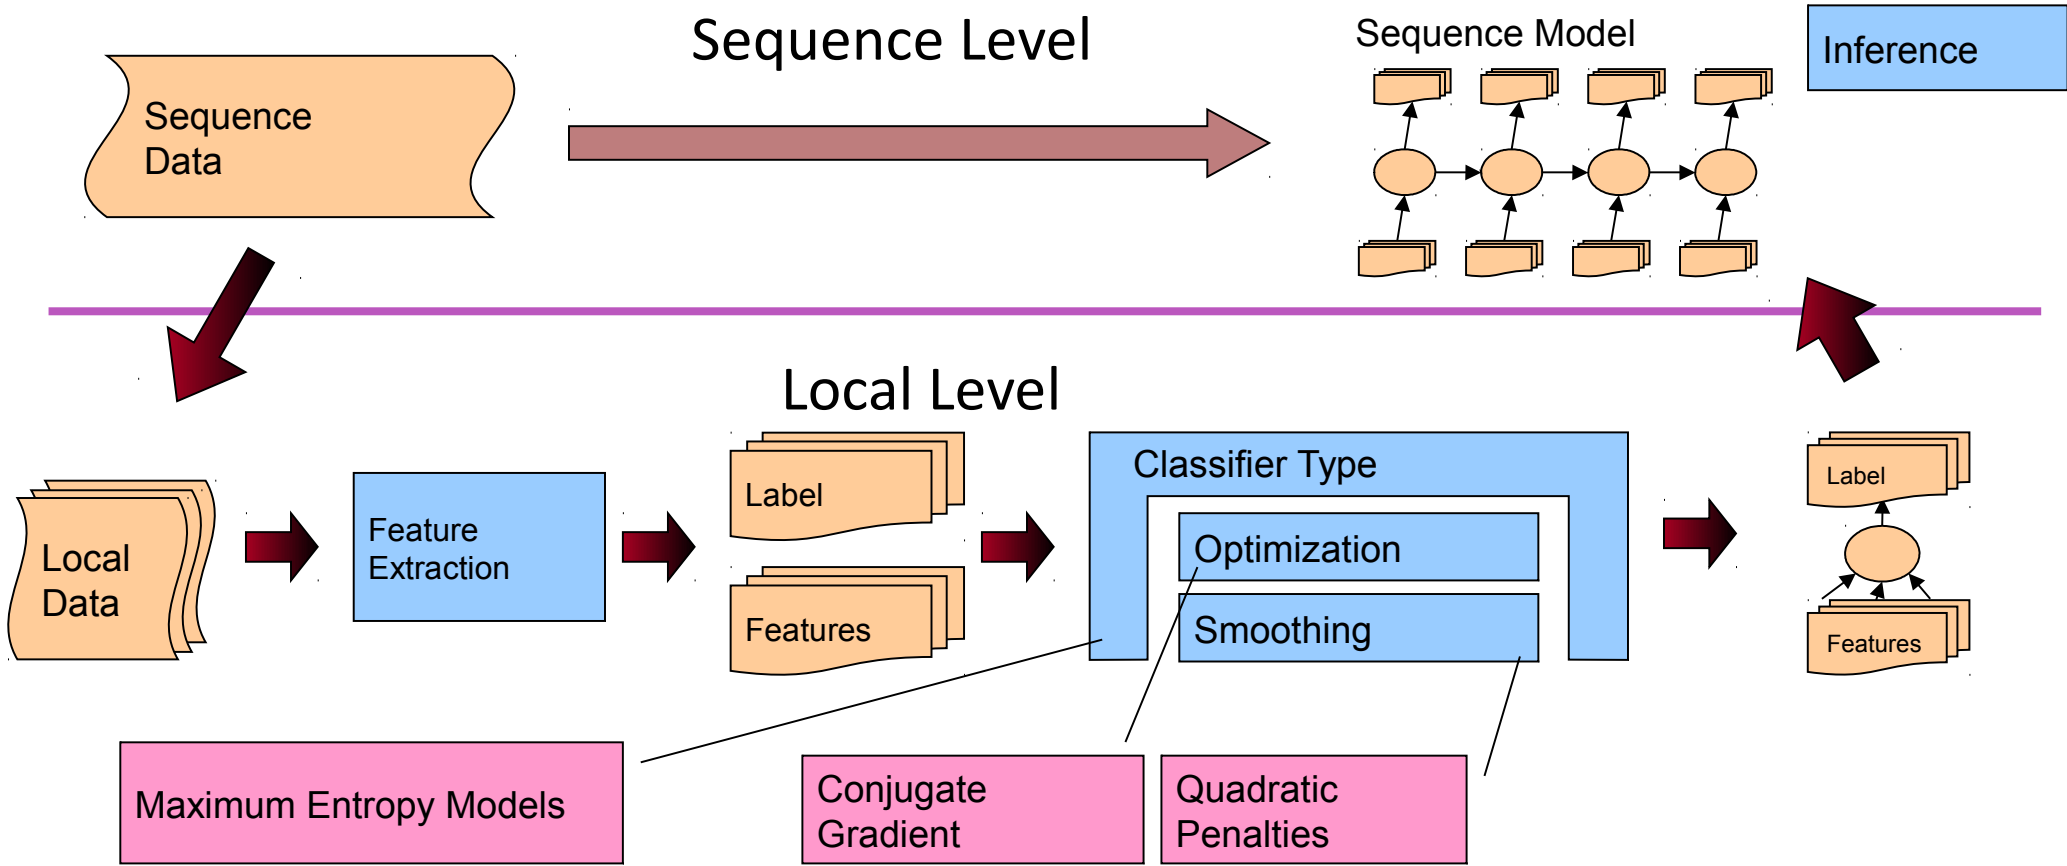 Sequence Level
Sequence Model
Inference
Sequence
Data
Local Level
Local
Data
Feature
Extraction
Label
Features
Classifier Type
Optimization
Smoothing
Label
Features
Maximum Entropy Models
Conjugate
Gradient
Quadratic
Penalties